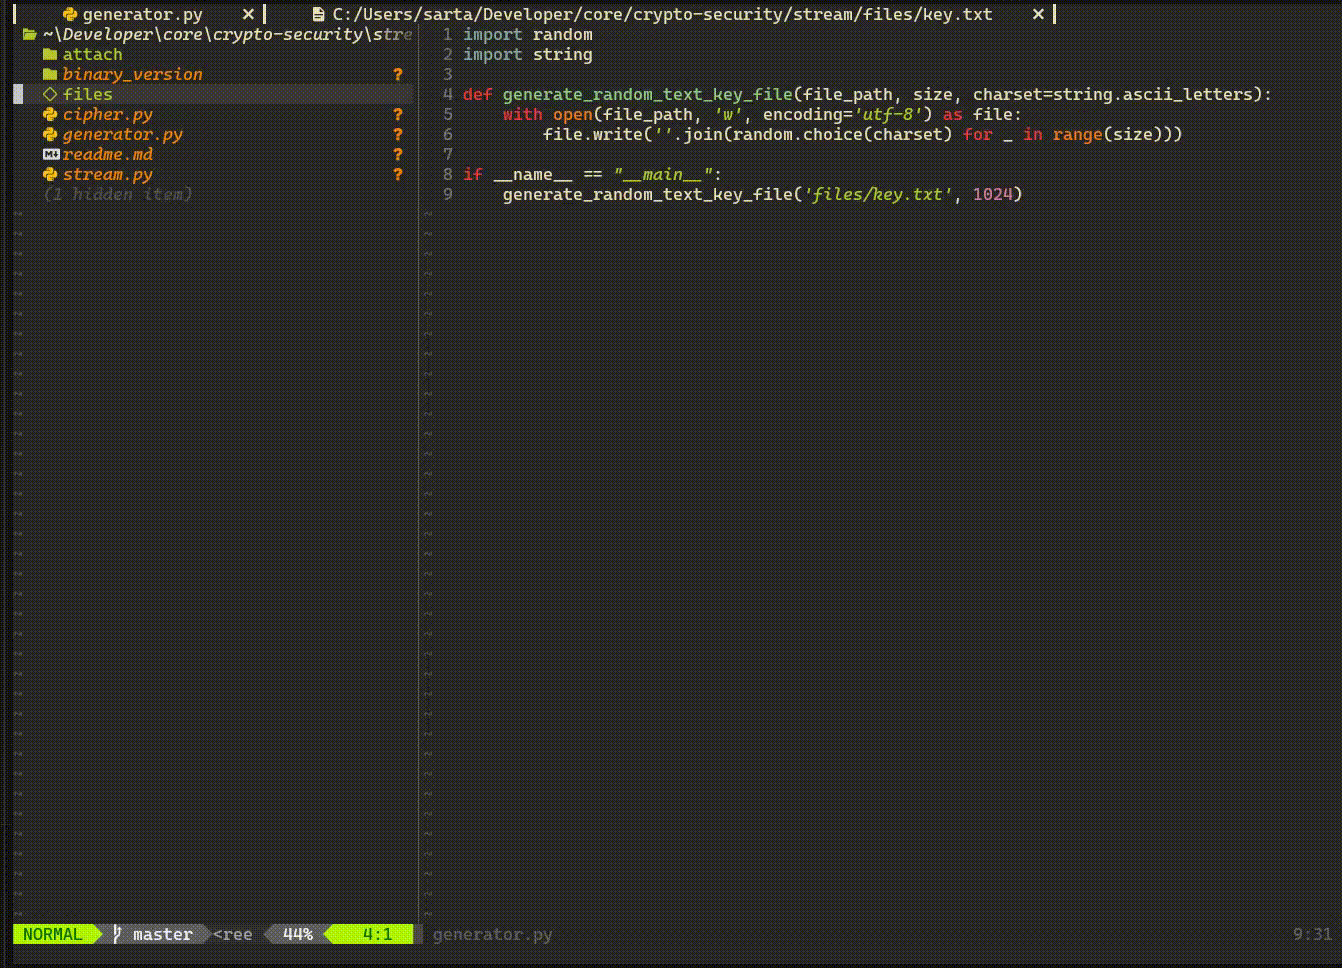 generator.py × C:/Users/sarta/Developer/core/crypto-security/stream/files/key.txt ×
~\Developer\core\crypto-security\stre
attach
binary_version ?
files
cipher.py ?
generator.py ?
readme.md ?
stream.py ?
(1 hidden item)
1 import random
2 import string
3
4 def generate_random_text_key_file(file_path, size, charset=string.ascii_letters):
5     with open(file_path, 'w', encoding='utf-8') as file:
6         file.write(''.join(random.choice(charset) for _ in range(size)))
7
8 if __name__ == "__main__":
9     generate_random_text_key_file('files/key.txt', 1024)
NORMAL master <ree 44% 4:1 generator.py 9:31